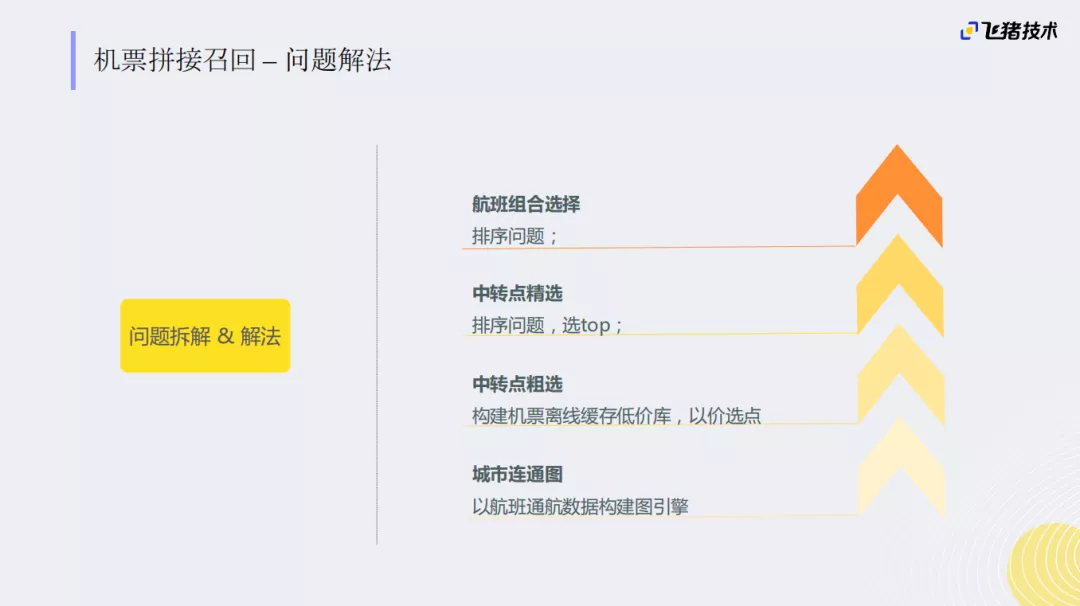 机票拼接召回 – 问题解法
飞猪技术
问题拆解 & 解法
航班组合选择
排序问题；
中转点精选
排序问题，选top；
中转点粗选
构建机票离线缓存低价库，以价选点
城市连通图
以航班通航数据构建图引擎